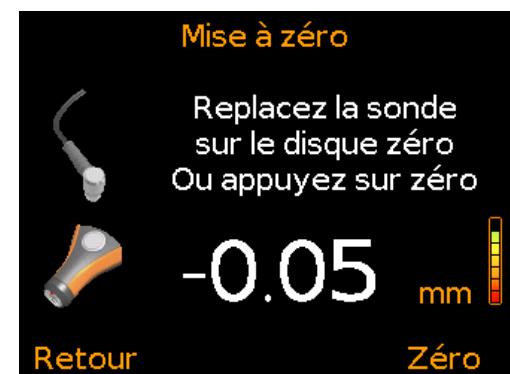 Mise à zéro
Replacez la sonde
sur le disque zéro
Ou appuyez sur zéro
-0.05 mm
Retour Zéro